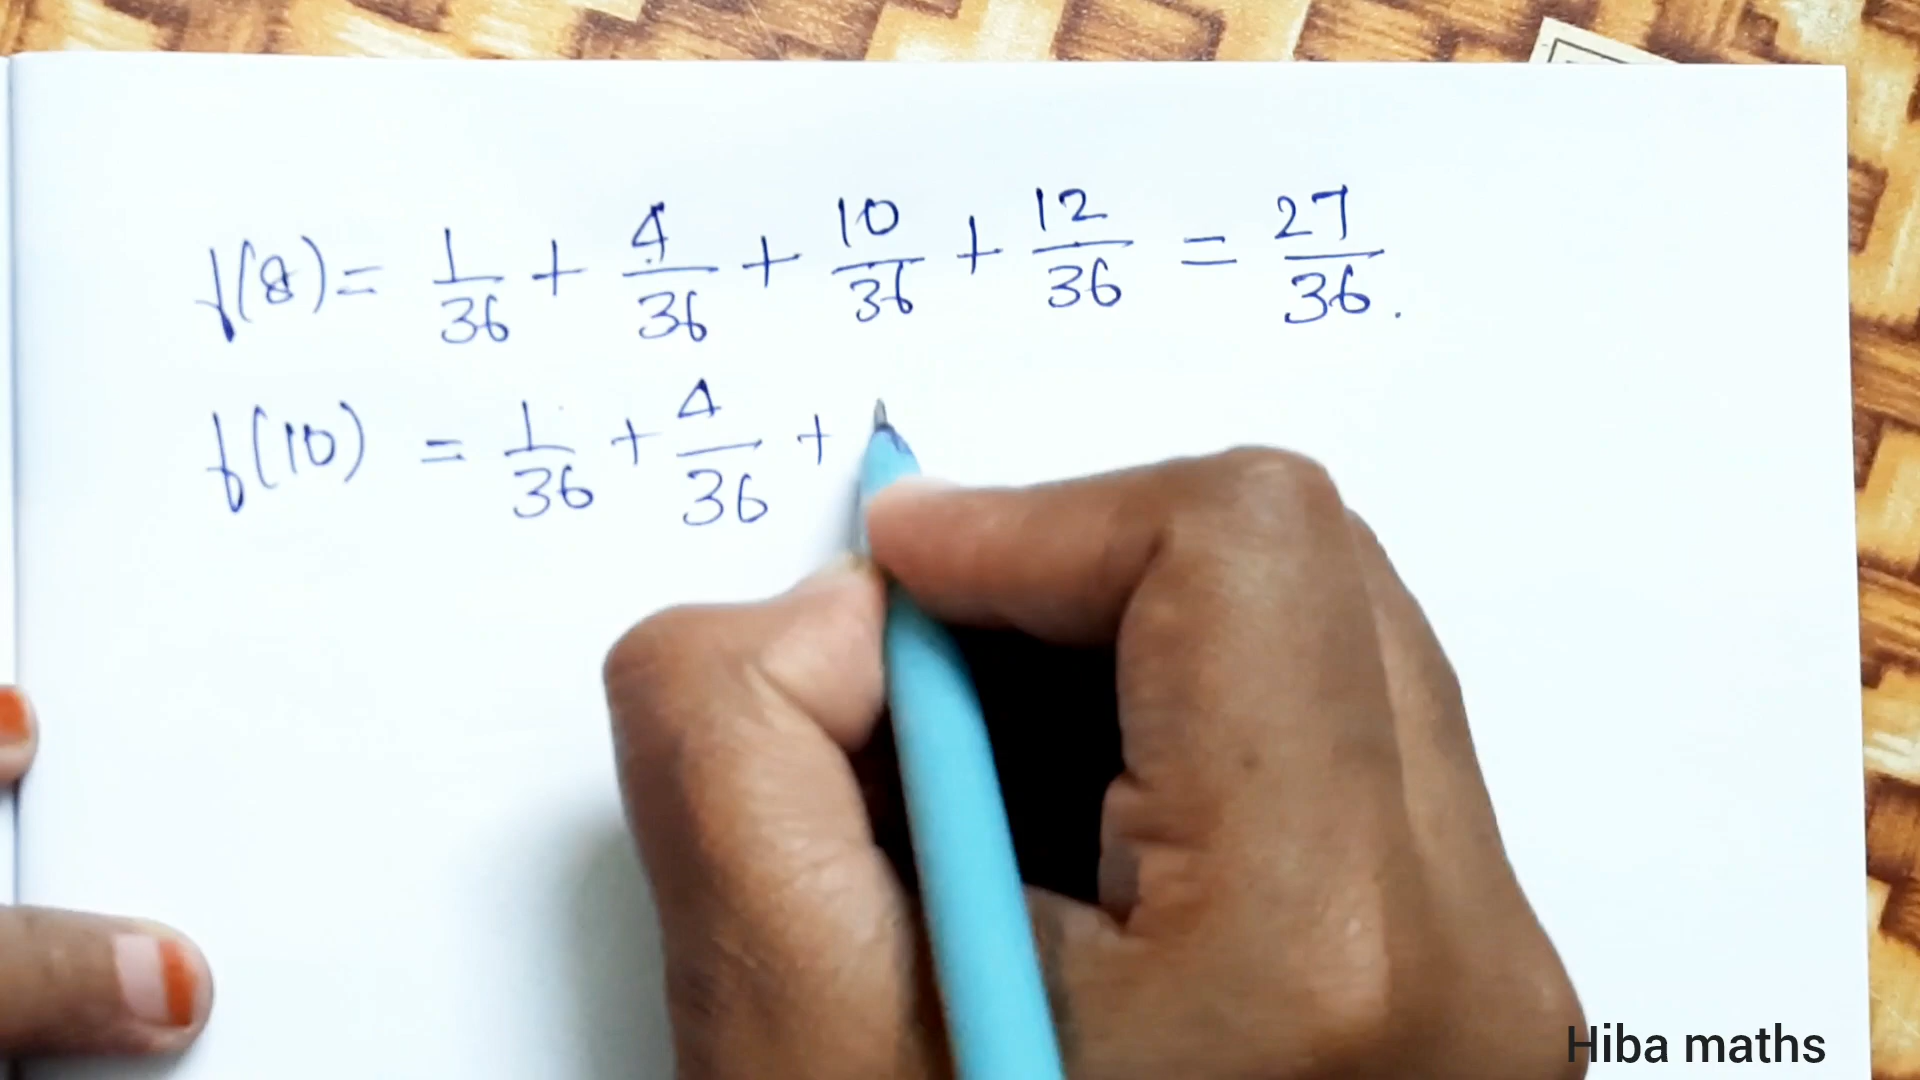 f(8) = 1/36 + 4/36 + 10/36 + 12/36 = 27/36.
f(10) = 1/36 + 4/36 +
Hiba maths